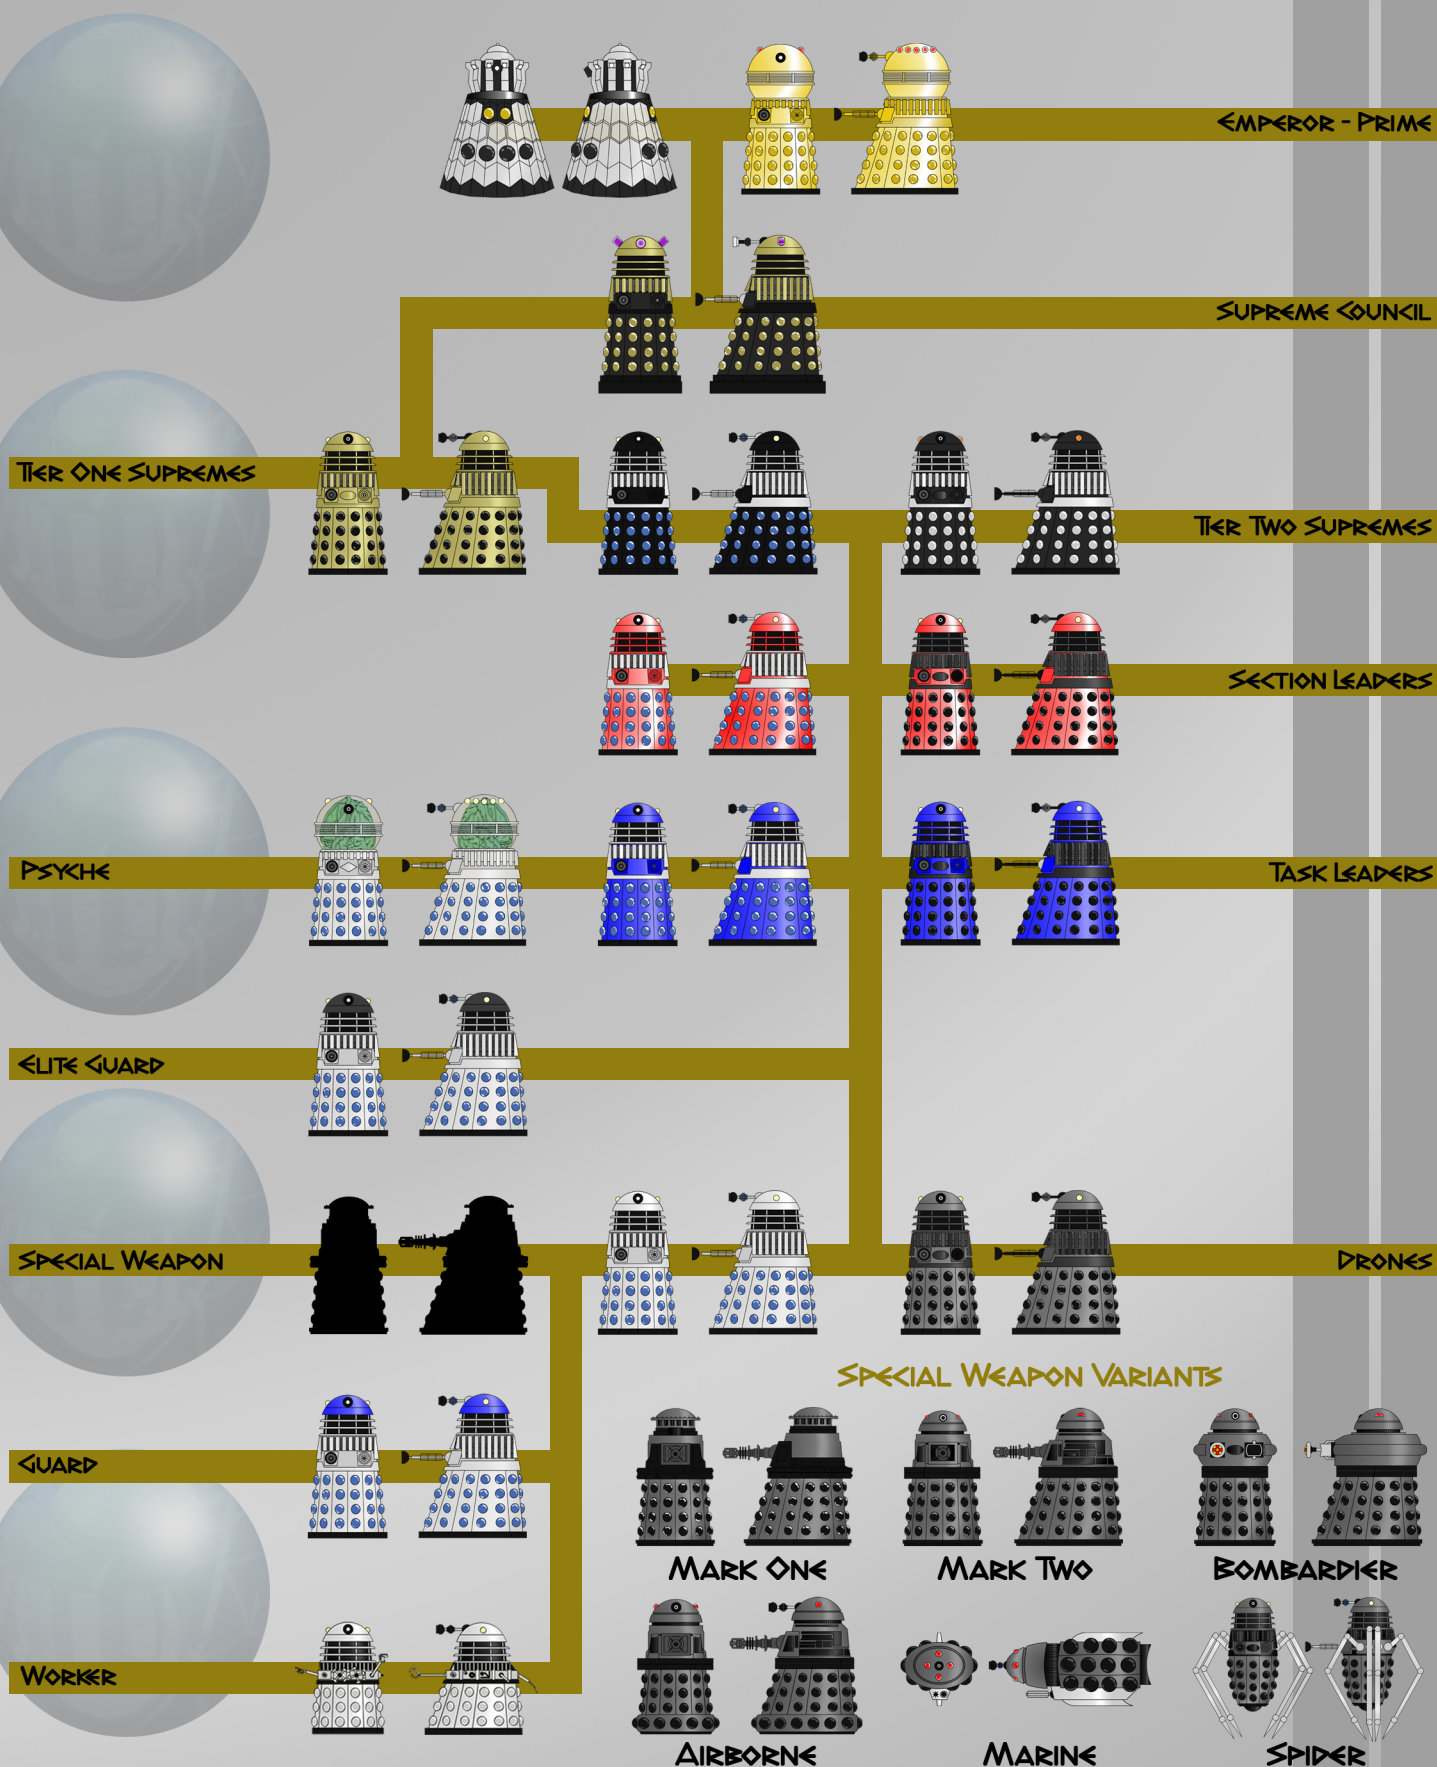 Emperor - Prime
Supreme Council
Tier One Supremes
Tier Two Supremes
Section Leaders
Psyche
Task Leaders
Elite Guard
Special Weapon
Drones
Special Weapon Variants
Guard
Mark One
Mark Two
Bombardier
Worker
Airborne
Marine
Spider